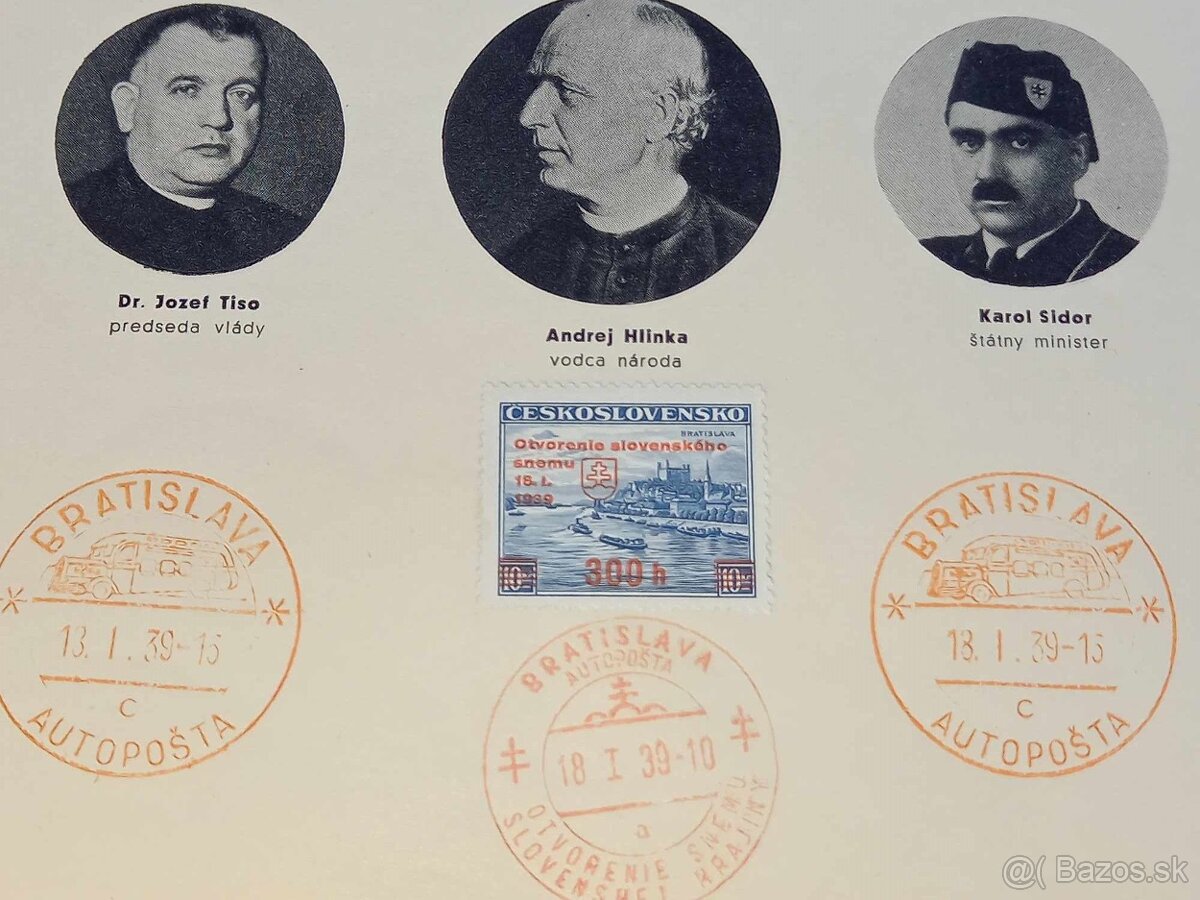 Dr. Jozef Tiso
predseda vlády
Andrej Hlinka
vodca národa
Karol Sidor
štátny minister
ČESKOSLOVENSKO
BRATISLAVA
Otvorenie slovenského
snemu
18. I.
1939
300 h
10
10
BRATISLAVA
18. I. 39-15
C
AUTOPOŠTA
BRATISLAVA
AUTOPOŠTA
18 I 39-10
a
OTVORENIE SNEMU
SLOVENSKEJ KRAJINY
BRATISLAVA
18. I. 39-15
C
AUTOPOŠTA
@( Bazos.sk